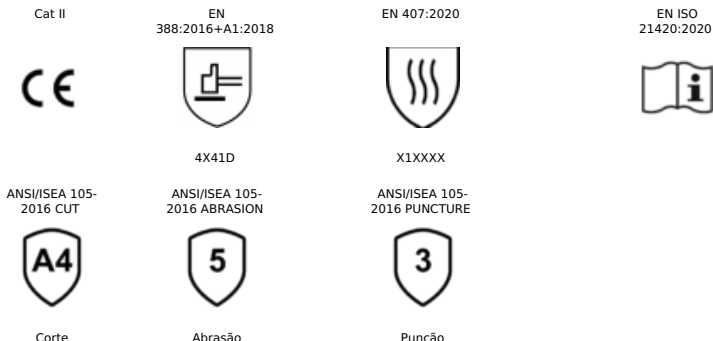 Cat II
EN
388:2016+A1:2018
EN 407:2020
EN ISO
21420:2020
CE
i
4X41D
X1XXXX
ANSI/ISEA 105-
2016 CUT
ANSI/ISEA 105-
2016 ABRASION
ANSI/ISEA 105-
2016 PUNCTURE
A4
5
3
Corte
Abrasão
Punção